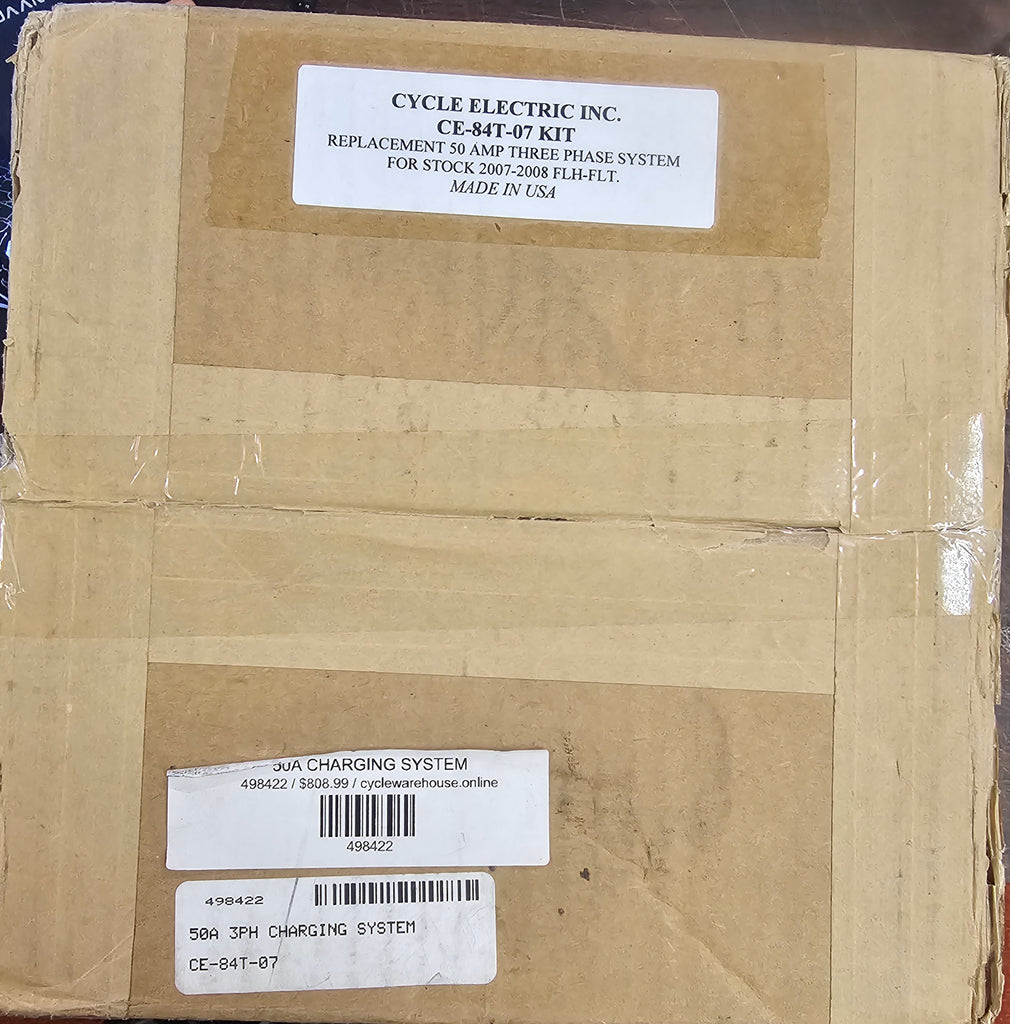 CYCLE ELECTRIC INC.
CE-84T-07 KIT
REPLACEMENT 50 AMP THREE PHASE SYSTEM
FOR STOCK 2007-2008 FLH-FLT.
MADE IN USA
50A CHARGING SYSTEM
498422 / $808.99 / cyclewarehouse.online
498422
498422
50A 3PH CHARGING SYSTEM
CE-84T-07